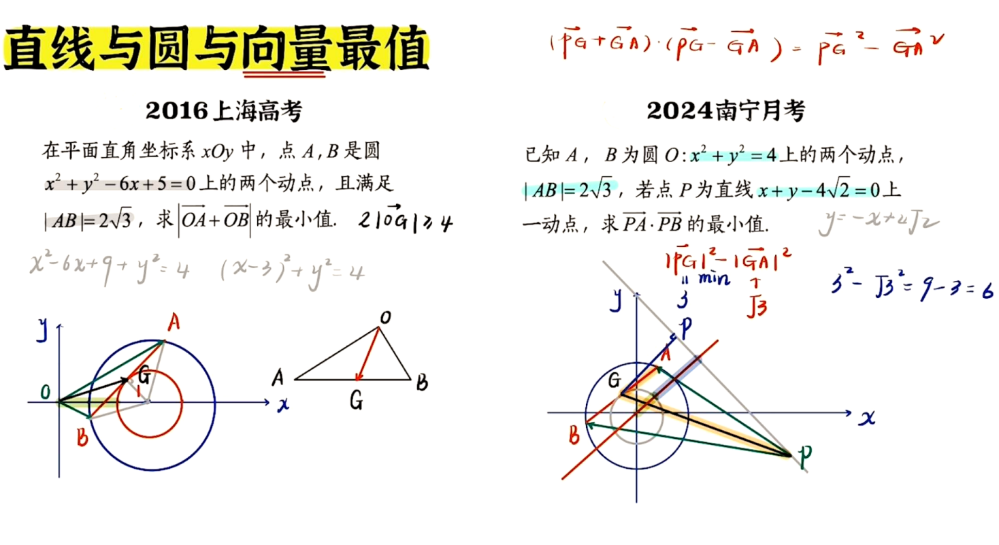 直线与圆与向量最值
2016上海高考
在平面直角坐标系 xOy 中，点 A,B 是圆
x² + y² − 6x + 5 = 0 上的两个动点，且满足
|AB|= 2√3，求|OA→+OB→|的最小值. 2|OG→|≥4
x²-6x+9+y²=4 (x-3)²+y²=4
y
A
G
1
O
x
B
O
A
B
G
(PG→+GA→)·(PG→-GA→)=PG→²-GA→²
2024南宁月考
已知 A， B 为圆 O: x² + y² = 4 上的两个动点，
|AB|= 2√3，若点 P 为直线 x + y − 4√2 = 0 上
一动点，求 PA→·PB→ 的最小值. y=-x+4√2
|PG→|²-|GA→|²
min
3
√3
3²-√3²=9-3=6
y
P
A
G
x
B
P